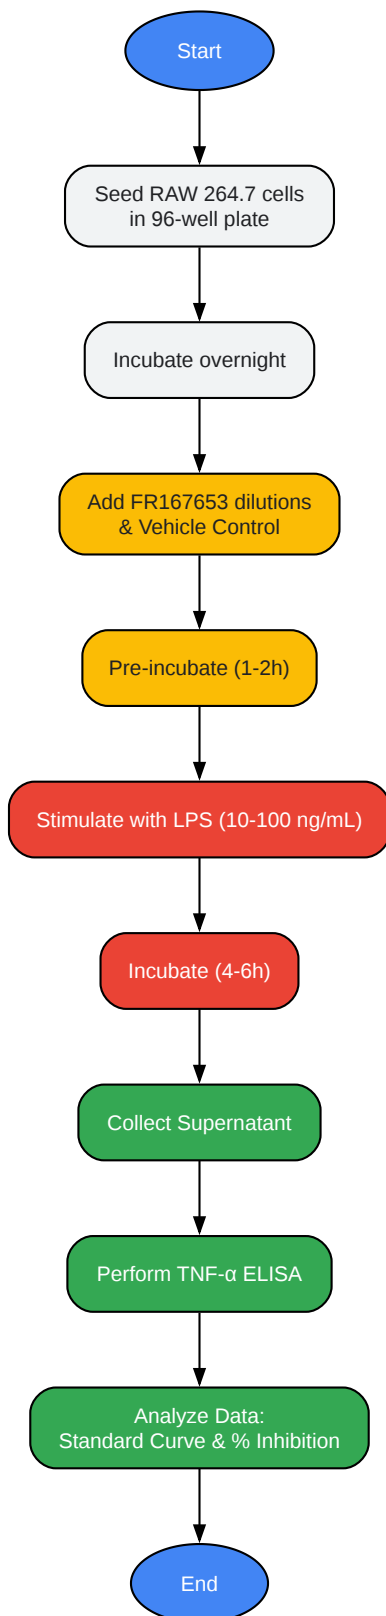 Start
Seed RAW 264.7 cells
in 96-well plate
Incubate overnight
Add FR167653 dilutions
& Vehicle Control
Pre-incubate (1-2h)
Stimulate with LPS (10-100 ng/mL)
Incubate (4-6h)
Collect Supernatant
Perform TNF-α ELISA
Analyze Data:
Standard Curve & % Inhibition
End